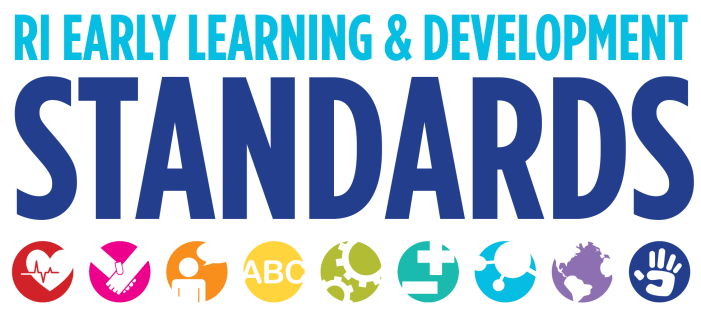 RI EARLY LEARNING & DEVELOPMENT
STANDARDS
ABC